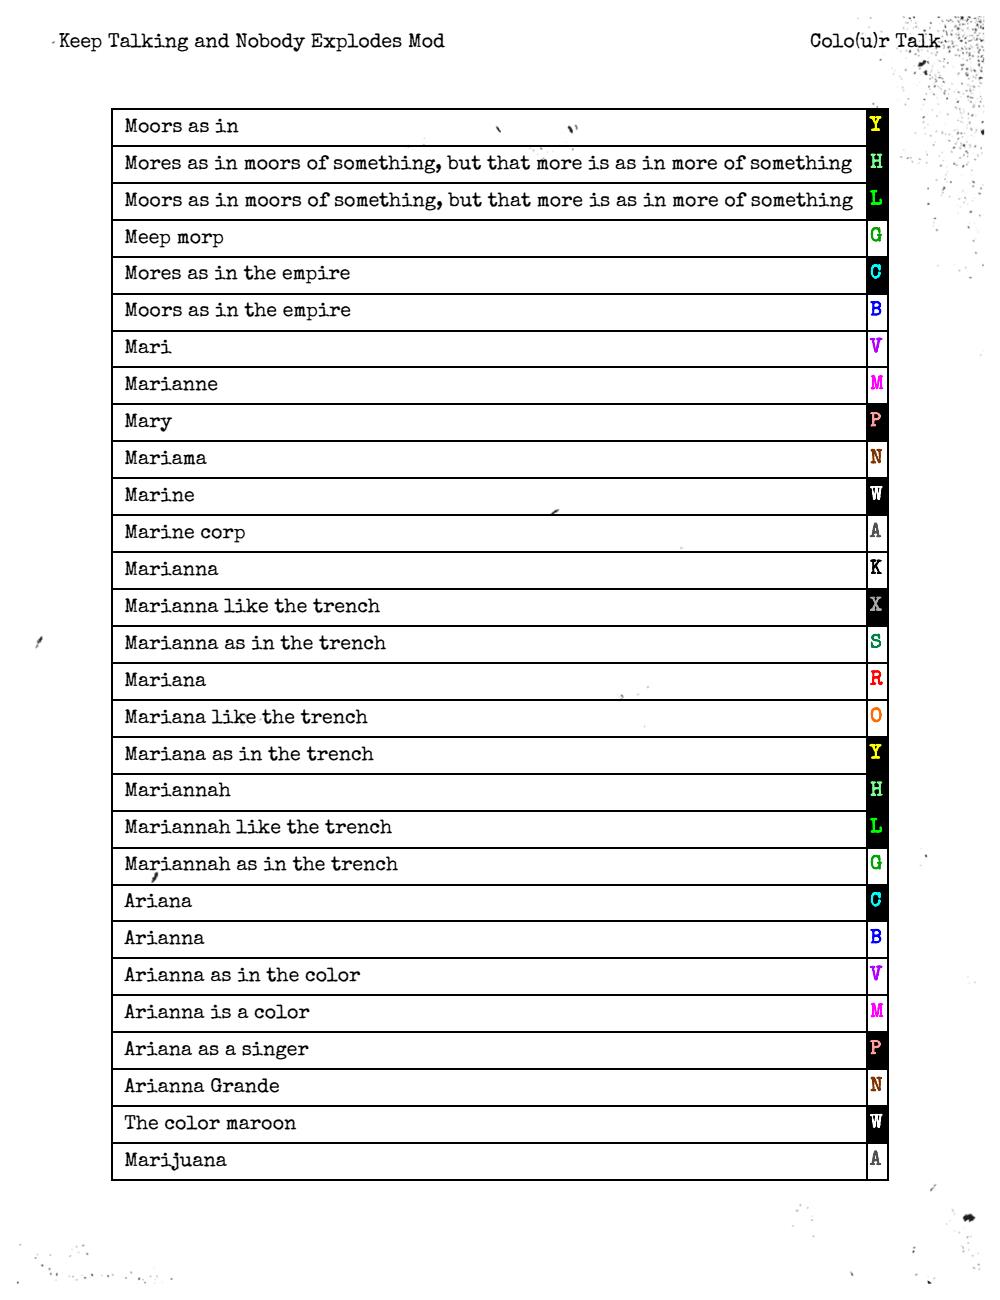 Keep Talking and Nobody Explodes Mod Colo(u)r Talk
Moors as in Y
Mores as in moors of something, but that more is as in more of something H
Moors as in moors of something, but that more is as in more of something L
Meep morp G
Mores as in the empire C
Moors as in the empire B
Mari V
Marianne M
Mary P
Mariama N
Marine W
Marine corp A
Marianna K
Marianna like the trench X
Marianna as in the trench S
Mariana R
Mariana like the trench O
Mariana as in the trench Y
Mariannah H
Mariannah like the trench L
Mariannah as in the trench G
Ariana C
Arianna B
Arianna as in the color V
Arianna is a color M
Ariana as a singer P
Arianna Grande N
The color maroon W
Marijuana A